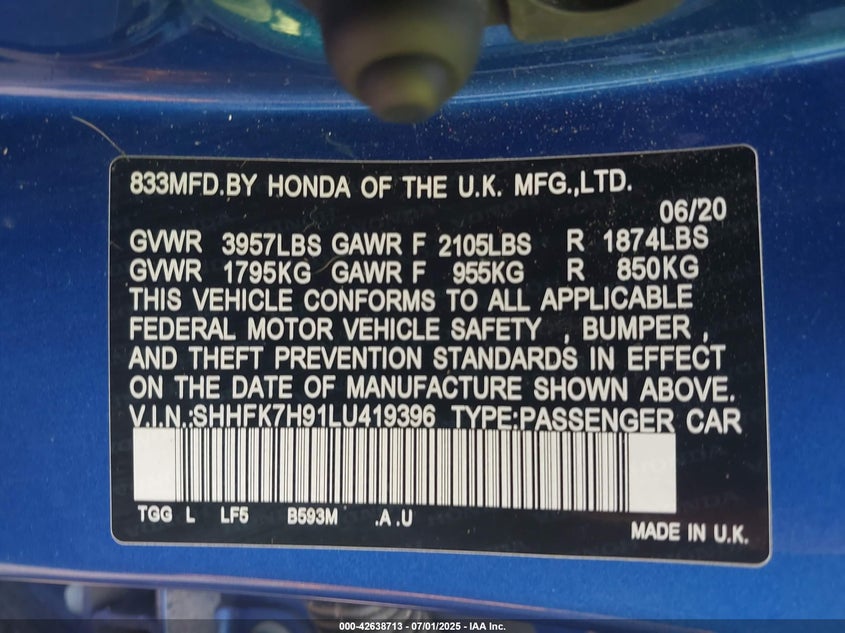 833MFD.BY HONDA OF THE U.K. MFG.,LTD.
06/20
GVWR 3957LBS GAWR F 2105LBS R 1874LBS
GVWR 1795KG GAWR F 955KG R 850KG
THIS VEHICLE CONFORMS TO ALL APPLICABLE
FEDERAL MOTOR VEHICLE SAFETY , BUMPER ,
AND THEFT PREVENTION STANDARDS IN EFFECT
ON THE DATE OF MANUFACTURE SHOWN ABOVE.
V.I.N.:SHHFK7H91LU419396 TYPE:PASSENGER CAR
TGG L LF5 B593M .A .U
MADE IN U.K.
000-42638713 - 07/01/2025 - IAA Inc.